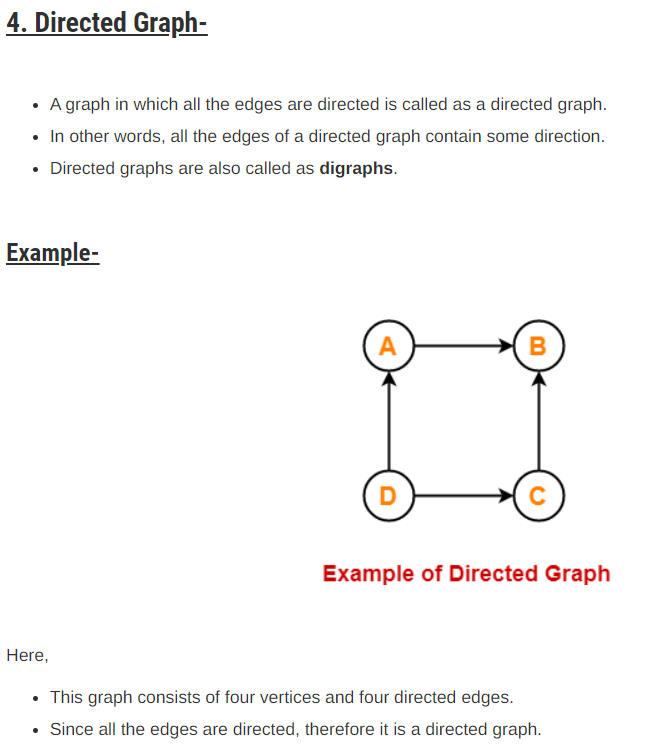 4. Directed Graph-
• A graph in which all the edges are directed is called as a directed graph.
• In other words, all the edges of a directed graph contain some direction.
• Directed graphs are also called as digraphs.
Example-
A B
D C
Example of Directed Graph
Here,
• This graph consists of four vertices and four directed edges.
• Since all the edges are directed, therefore it is a directed graph.